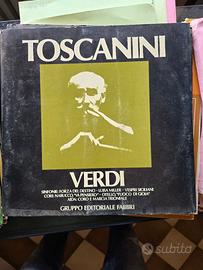 TOSCANINI
VERDI
SINFONIE: FORZA DEL DESTINO - LUISA MILLER - VESPRI SICILIANI
CORI: NABUCCO, "VA PENSIERO" - OTELLO, "FUOCO DI GIOIA"
AIDA: CORO E MARCIA TRIONFALE
GRUPPO EDITORIALE FABBRI
subito